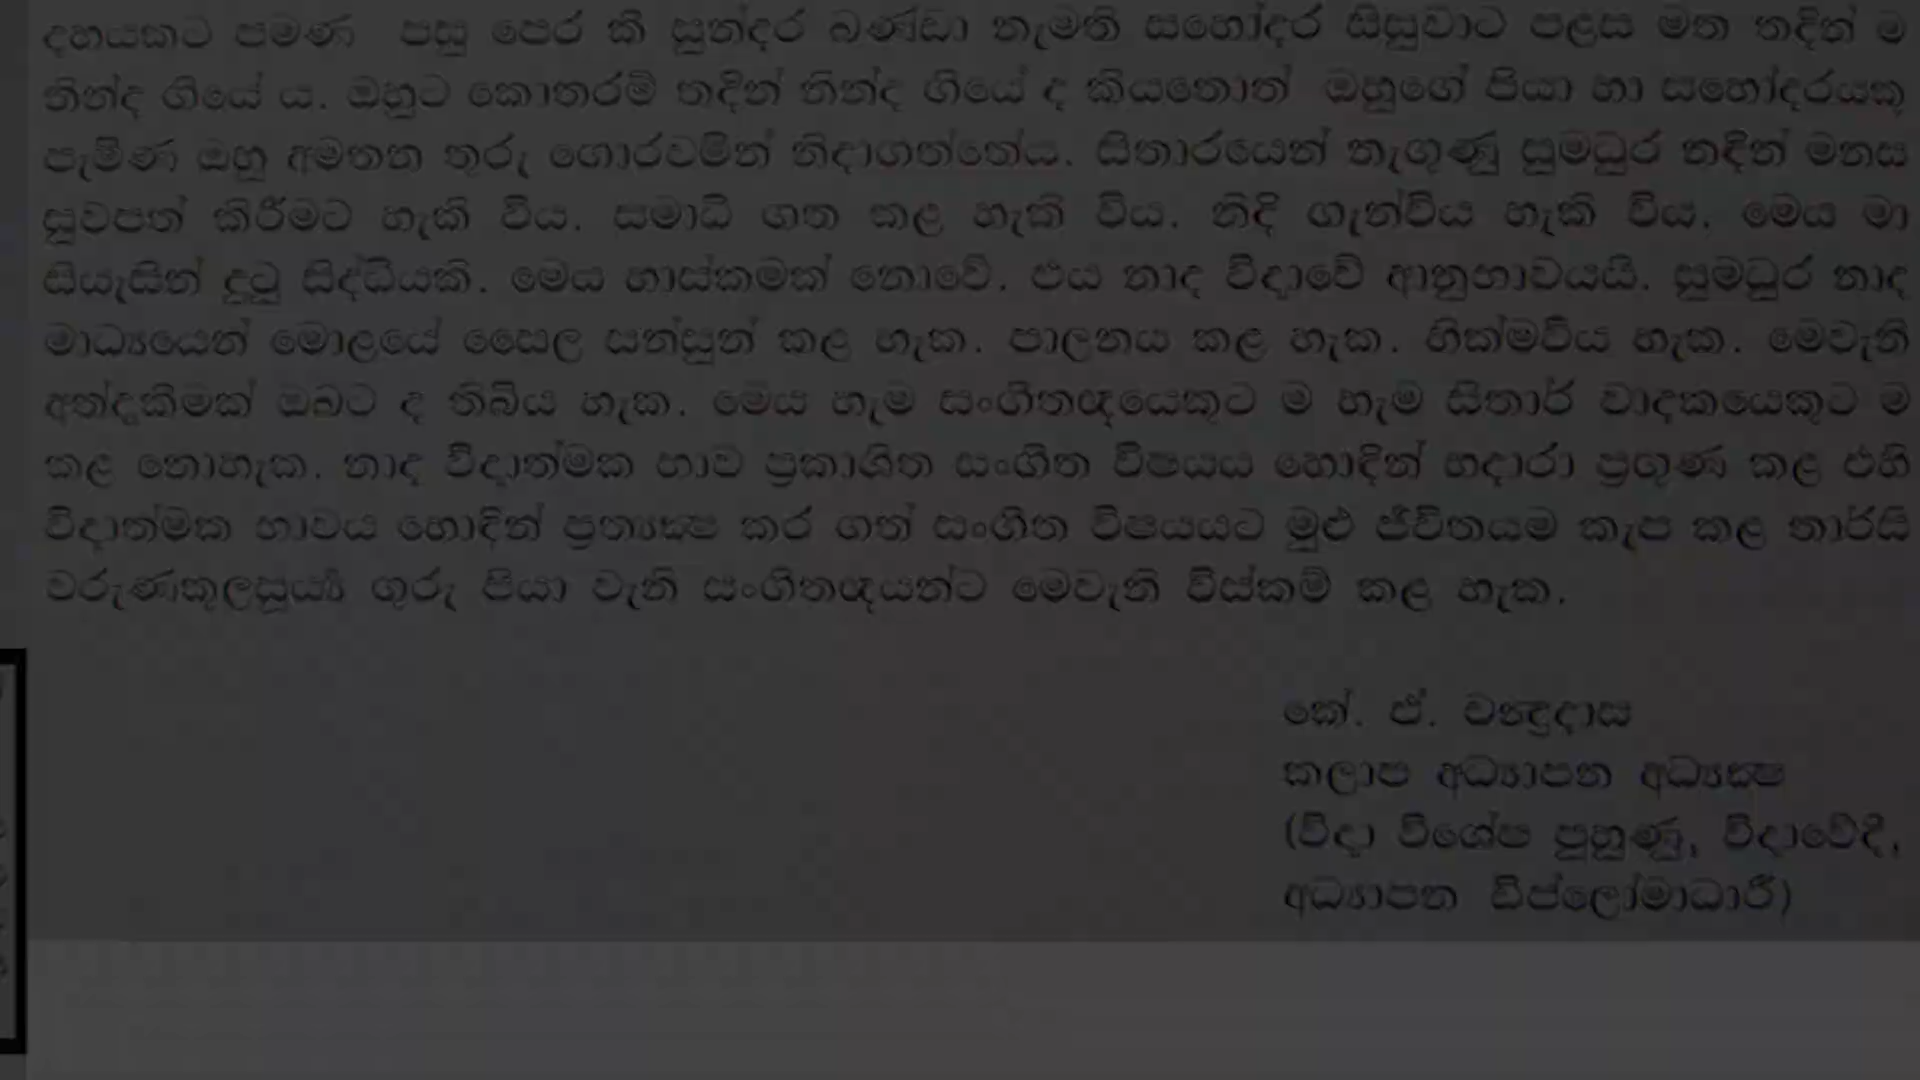 දහයකට පමණ පසු පෙර කි සුන්දර බණ්ඩා නැමති සහෝදර සිසුවාට පළස මත තදින් ම
නින්ද ගියේ ය. ඔහුට කොතරම් තදින් නින්ද ගියේ ද කියතොත් ඔහුගේ පියා හා සහෝදරයකු
පැමිණ ඔහු අමතන තුරු ගොරවමින් නිදාගත්තේය. සිතාරයෙන් නැගුණු සුමධුර නඳින් මනස
සුවපත් කිරීමට හැකි විය. සමාධි ගත කළ හැකි විය. නිදි ගැන්විය හැකි විය. මෙය මා
සියැසින් දුටු සිද්ධියකි. මෙය හාස්කමක් නොවේ. එය නාද විද්‍යාවේ ආනුභාවයයි. සුමධුර නාද
මාධ්‍යයෙන් මොළයේ සෛල සන්සුන් කළ හැක. පාලනය කළ හැක. හික්මවිය හැක. මෙවැනි
අත්දකිමක් ඔබට ද තිබිය හැක. මෙය හැම සංගීතඥයෙකුට ම හැම සිතාර් වාදකයෙකුට ම
කළ නොහැක. නාද විද්‍යාත්මක භාව ප්‍රකාශිත සංගීත විෂයය හොඳින් හදාරා ප්‍රගුණ කළ එහි
විද්‍යාත්මක භාවය හොඳින් ප්‍රත්‍යක්‍ෂ කර ගත් සංගීත විෂයයට මුළු ජීවිතයම කැප කළ තාර්සි
වරුණකුලසූර්‍ය්‍ය ගුරු පියා වැනි සංගීතඥයන්ට මෙවැනි විස්කම් කළ හැක.
කේ. ඒ. චන්ද්‍රදාස
කලාප අධ්‍යාපන අධ්‍යක්‍ෂ
(විද්‍යා විශේෂ පුහුණු, විද්‍යාවේදී,
අධ්‍යාපන ඩිප්ලෝමාධාරී)